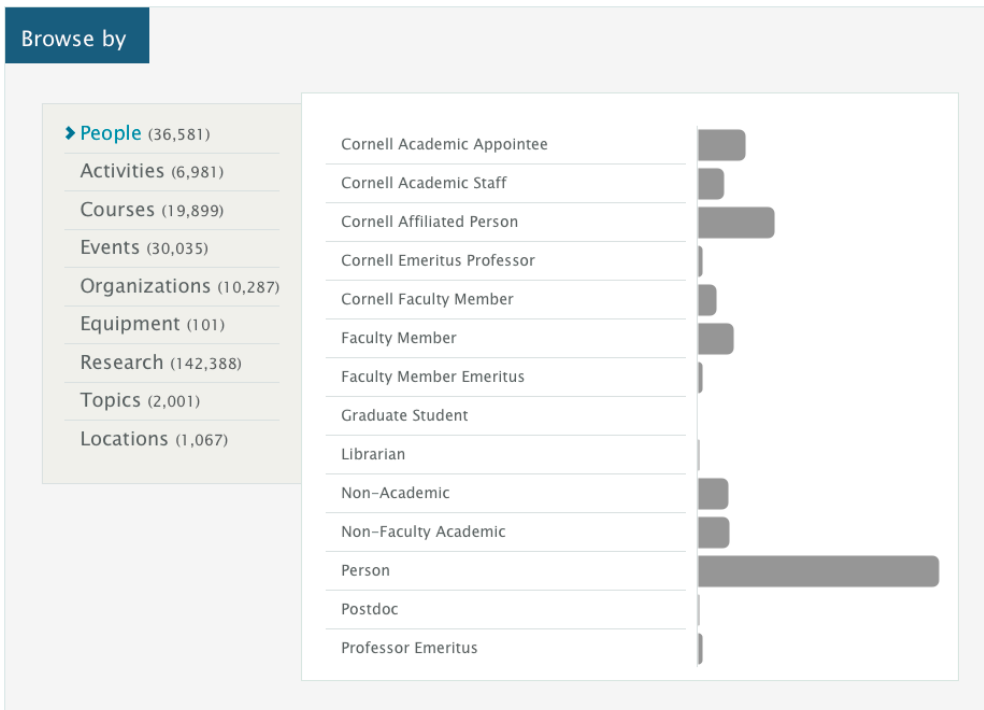 Browse by
People (36,581)
Activities (6,981)
Courses (19,899)
Events (30,035)
Organizations (10,287)
Equipment (101)
Research (142,388)
Topics (2,001)
Locations (1,067)
Cornell Academic Appointee
Cornell Academic Staff
Cornell Affiliated Person
Cornell Emeritus Professor
Cornell Faculty Member
Faculty Member
Faculty Member Emeritus
Graduate Student
Librarian
Non-Academic
Non-Faculty Academic
Person
Postdoc
Professor Emeritus